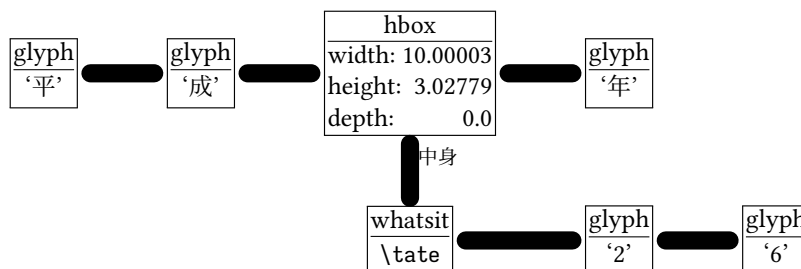 glyph
‘平’
glyph
‘成’
hbox
width: 10.00003
height: 3.02779
depth: 0.0
glyph
‘年’
中身
whatsit
\tate
glyph
‘2’
glyph
‘6’